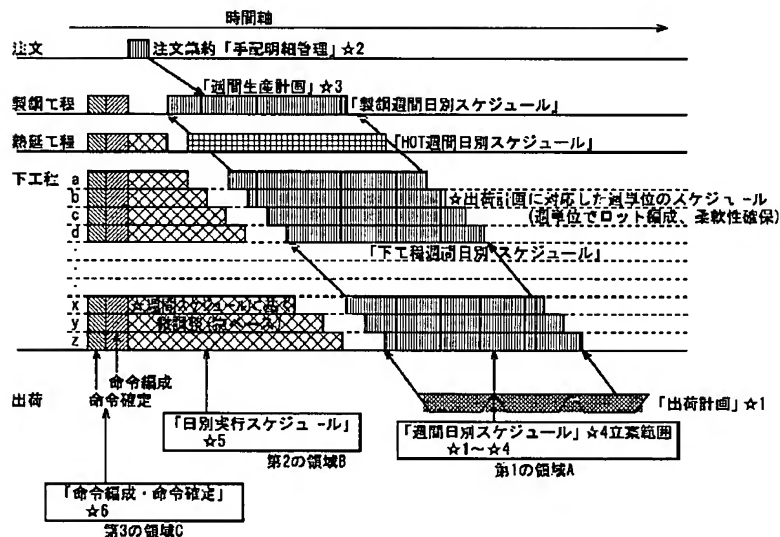 時間軸
注文
注文集約「手配明細管理」☆2
「週間生産計画」☆3
製鋼工程
「製鋼週間日別スケジュール」
熱延工程
「HOT週間日別スケジュール」
下工程 a
b
☆出荷計画に対応した週単位のスケジュール
c
(週単位でロット編成、柔軟性確保)
d
「下工程週間日別スケジュール」
x
☆週間スケジュールに基づく
y
z
命令編成
命令確定
出荷
「出荷計画」☆1
「日別実行スケジュール」
☆5
第2の領域B
「週間日別スケジュール」☆4立案範囲
☆1～☆4
第1の領域A
「命令編成・命令確定」
☆6
第3の領域C